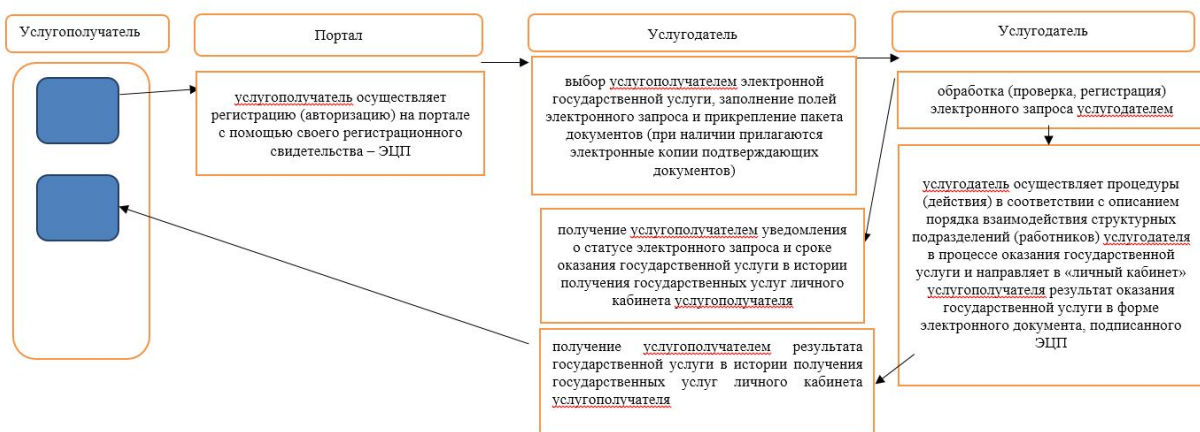 Услугополучатель
Портал
Услугодатель
Услугодатель
услугополучатель осуществляет
регистрацию (авторизацию) на портале
с помощью своего регистрационного
свидетельства – ЭЦП
выбор услугополучателем электронной
государственной услуги, заполнение полей
электронного запроса и прикрепление пакета
документов (при наличии прилагаются
электронные копии подтверждающих
документов)
обработка (проверка, регистрация)
электронного запроса услугодателем
получение услугополучателем уведомления
о статусе электронного запроса и сроке
оказания государственной услуги в истории
получения государственных услуг личного
кабинета услугополучателя
услугодатель осуществляет процедуры
(действия) в соответствии с описанием
порядка взаимодействия структурных
подразделений (работников) услугодателя
в процессе оказания государственной
услуги и направляет в «личный кабинет»
услугополучателя результат оказания
государственной услуги в форме
электронного документа, подписанного
ЭЦП
получение услугополучателем результата
государственной услуги в истории получения
государственных услуг личного кабинета
услугополучателя